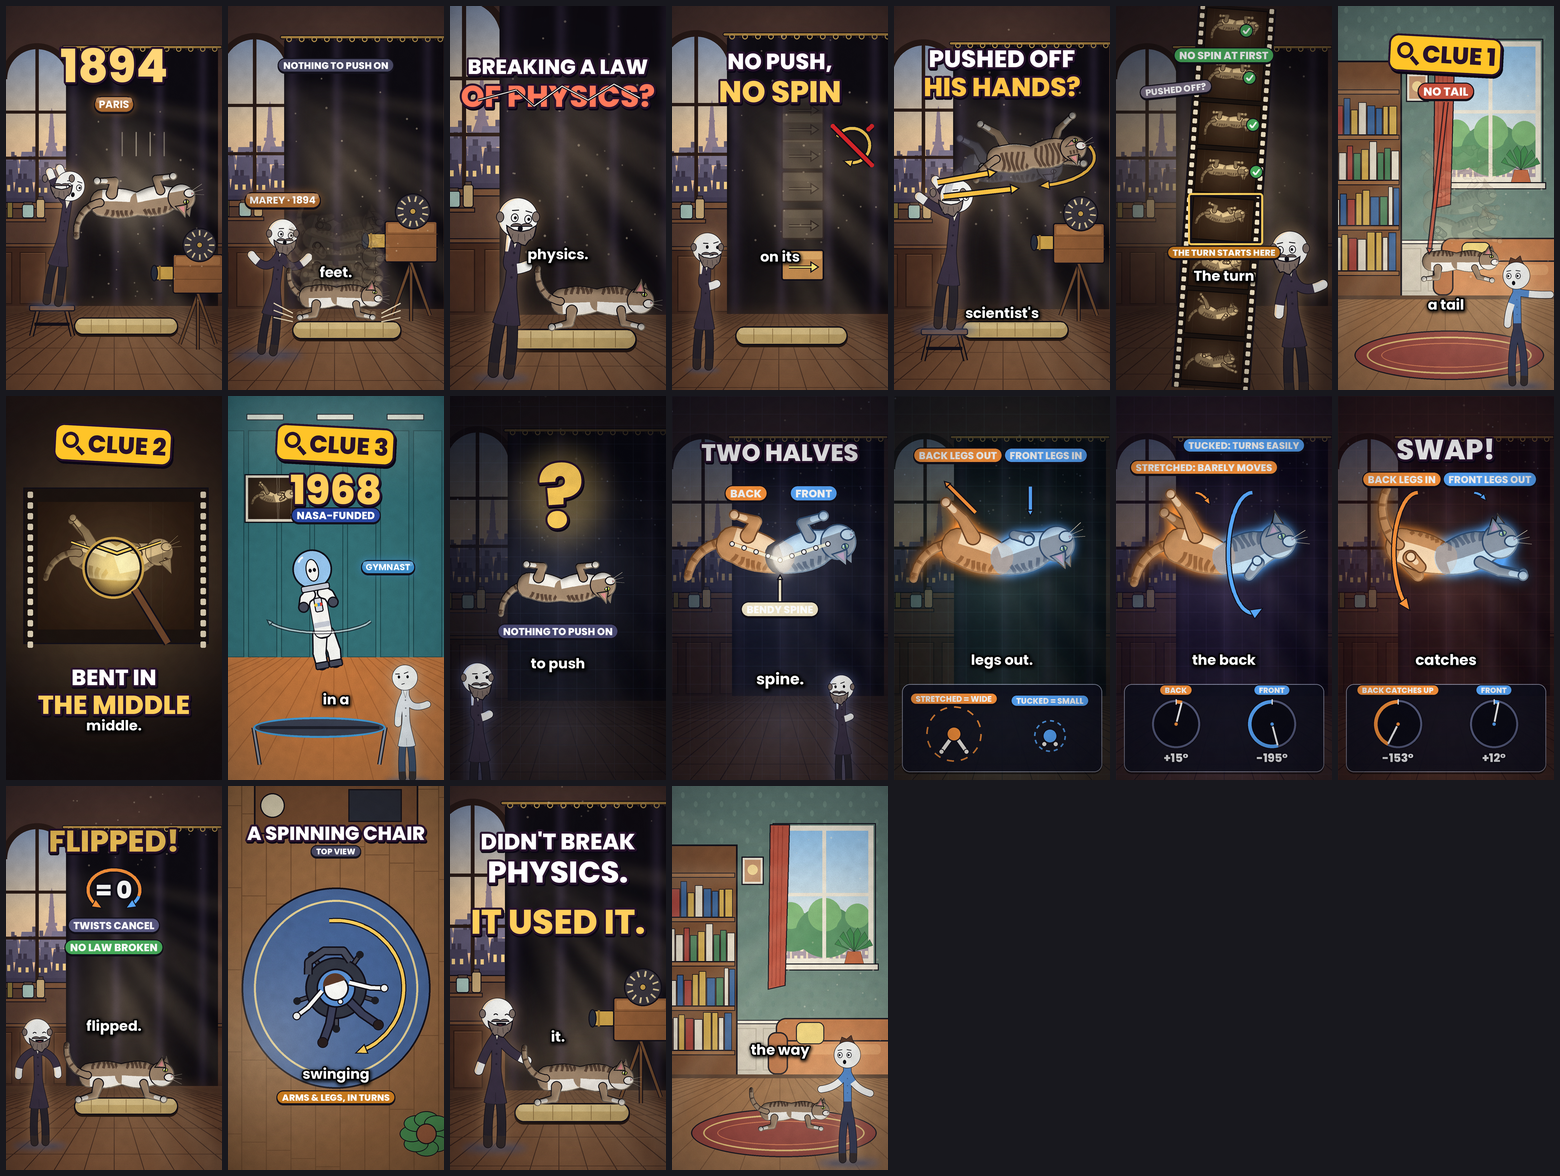 1894
PARIS
NOTHING TO PUSH ON
MAREY · 1894
feet.
BREAKING A LAW
OF PHYSICS?
physics.
NO PUSH,
NO SPIN
on its
PUSHED OFF
HIS HANDS?
scientist's
NO SPIN AT FIRST
PUSHED OFF?
THE TURN STARTS HERE
The turn
CLUE 1
NO TAIL
a tail
CLUE 2
BENT IN
THE MIDDLE
middle.
CLUE 3
1968
NASA-FUNDED
GYMNAST
in a
?
NOTHING TO PUSH ON
to push
TWO HALVES
BACK
FRONT
BENDY SPINE
spine.
BACK LEGS OUT
FRONT LEGS IN
legs out.
STRETCHED = WIDE
TUCKED = SMALL
TUCKED: TURNS EASILY
STRETCHED: BARELY MOVES
the back
BACK
FRONT
+15°
-195°
SWAP!
BACK LEGS IN
FRONT LEGS OUT
catches
BACK CATCHES UP
FRONT
-153°
+12°
FLIPPED!
= 0
TWISTS CANCEL
NO LAW BROKEN
flipped.
A SPINNING CHAIR
TOP VIEW
swinging
ARMS & LEGS, IN TURNS
DIDN'T BREAK
PHYSICS.
IT USED IT.
it.
the way